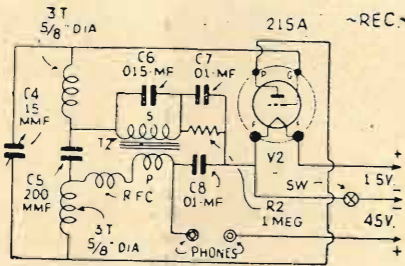 3T
5/8" DIA
C4
15
MMF
C5
200
MMF
3T
5/8" DIA
RFC
C6
.015-MF
C7
.01-MF
S
T2
P
C8
.01-MF
R2
1 MEG
PHONES
215A
~REC.~
P
G
F
F
V2
SW
+
1.5V.
-
-
45V.
+